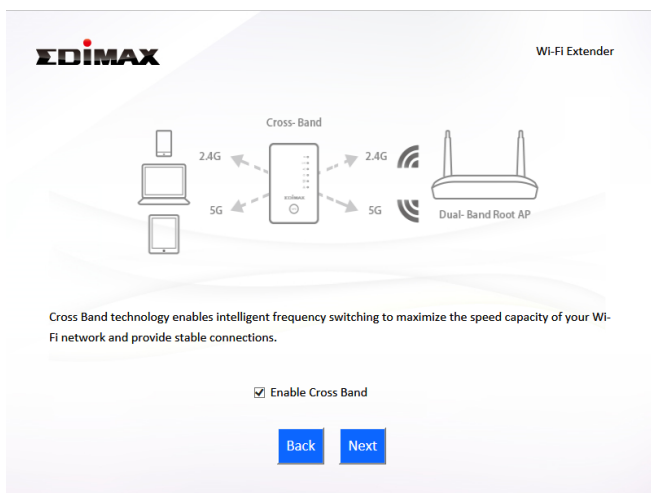 EDIMAX
Wi-Fi Extender
Cross- Band
2.4G
2.4G
EDIMAX
5G
5G
Dual- Band Root AP
Cross Band technology enables intelligent frequency switching to maximize the speed capacity of your Wi-
Fi network and provide stable connections.
Enable Cross Band
Back
Next